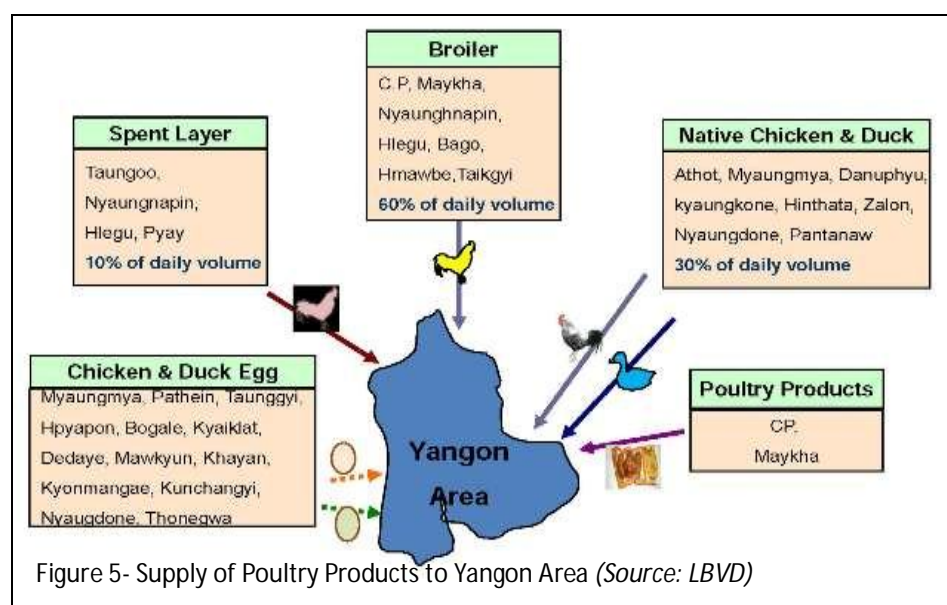 Broiler
C.P, Maykha,
Nyaunghnapin,
Hlegu, Bago,
Hmawbe,Taikgyi
60% of daily volume
Spent Layer
Taungoo,
Nyaungnapin,
Hlegu, Pyay
10% of daily volume
Native Chicken & Duck
Athot, Myaungmya, Danuphyu,
kyaungkone, Hinthata, Zalon,
Nyaungdone, Pantanaw
30% of daily volume
Chicken & Duck Egg
Myaungmya, Pathein, Taunggyi,
Hpyapon, Bogale, Kyaiklat,
Dedaye, Mawkyun, Khayan,
Kyonmangae, Kunchangyi,
Nyaugdone, Thonegwa
Poultry Products
CP.
Maykha
Yangon
Area
Figure 5- Supply of Poultry Products to Yangon Area (Source: LBVD)